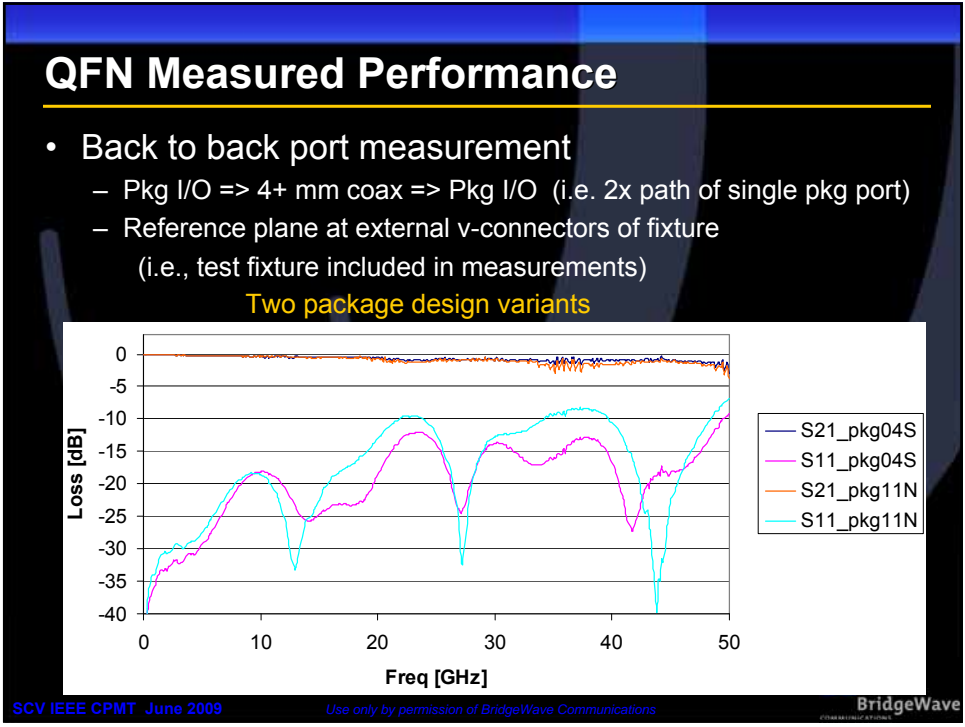 QFN Measured Performance
• Back to back port measurement
– Pkg I/O => 4+ mm coax => Pkg I/O (i.e. 2x path of single pkg port)
– Reference plane at external v-connectors of fixture
(i.e., test fixture included in measurements)
Two package design variants
0
-5
-10
-15
-20
-25
-30
-35
-40
Loss [dB]
0 10 20 30 40 50
Freq [GHz]
S21_pkg04S
S11_pkg04S
S21_pkg11N
S11_pkg11N
SCV IEEE CPMT June 2009
Use only by permission of BridgeWave Communications
BridgeWave
COMMUNICATIONS